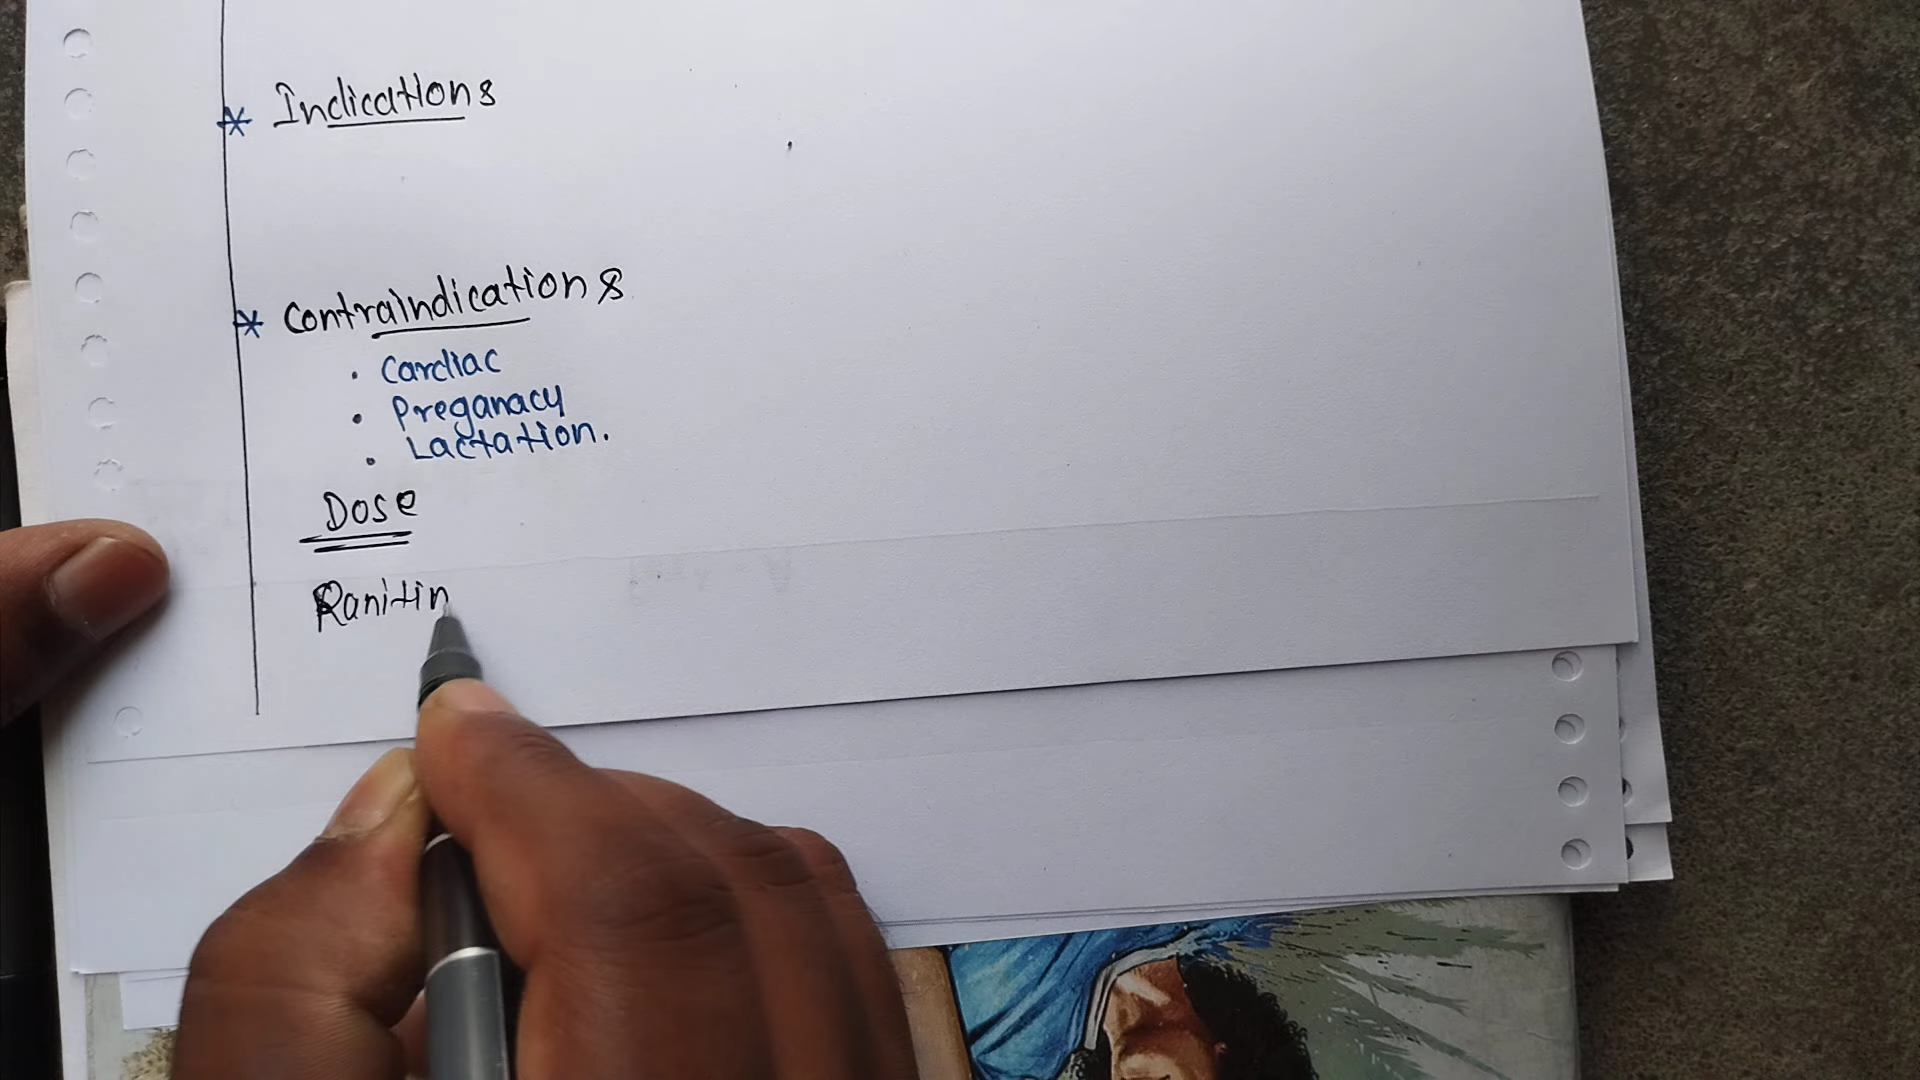 * Indications
* Contraindications
. Cardiac
. Preganacy
. Lactation.
Dose
Ranitin